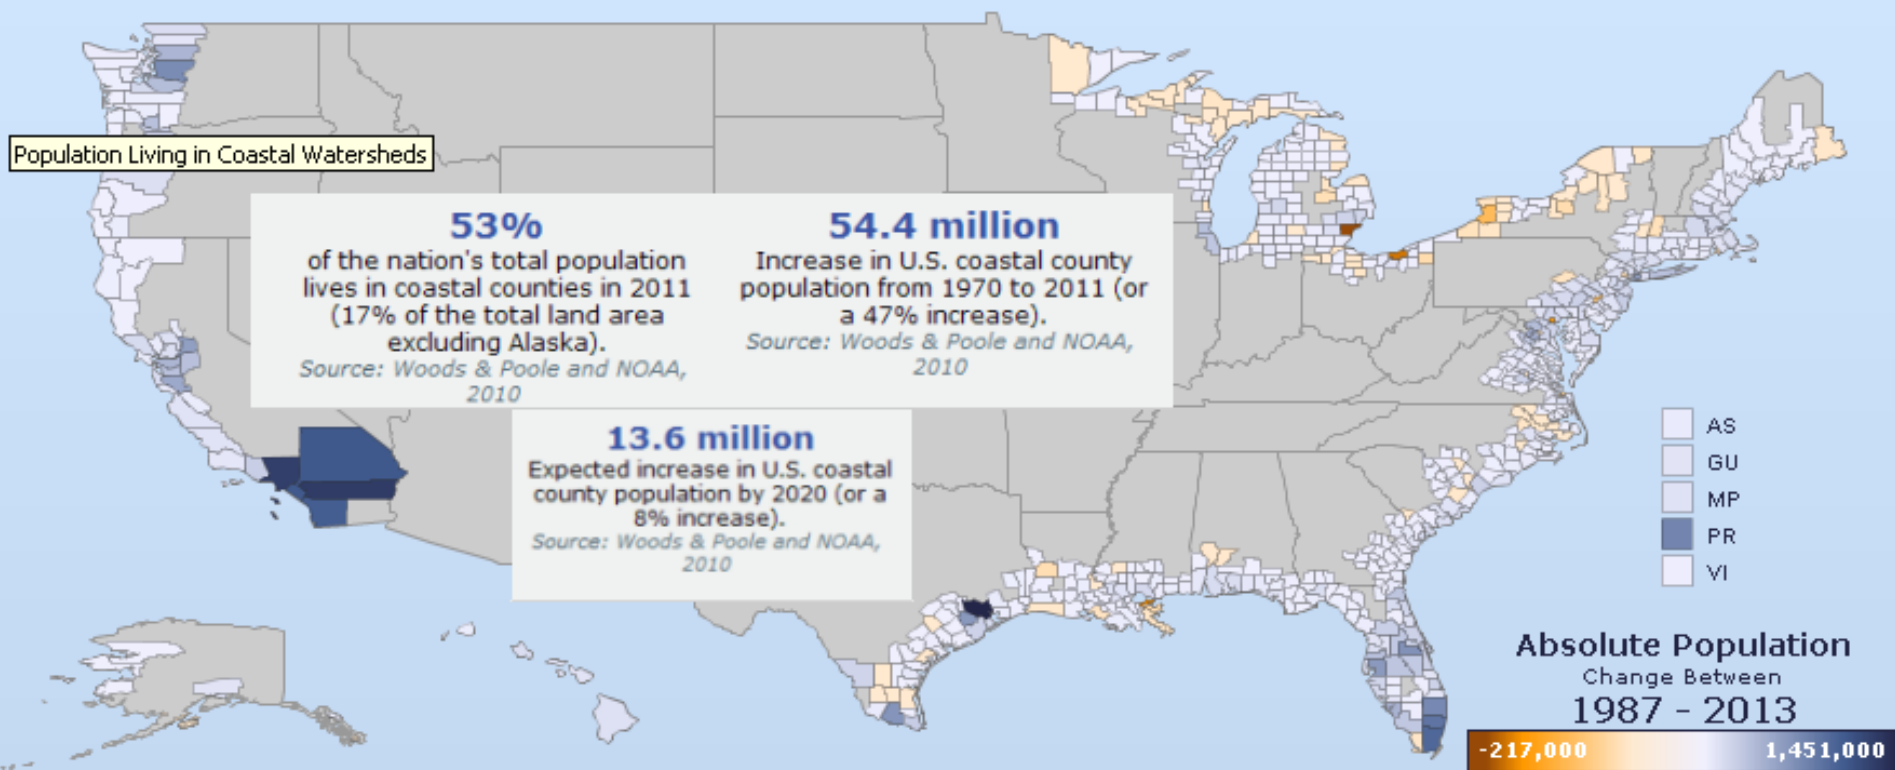 Population Living in Coastal Watersheds
53%
of the nation's total population
lives in coastal counties in 2011
(17% of the total land area
excluding Alaska).
Source: Woods & Poole and NOAA,
2010
54.4 million
Increase in U.S. coastal county
population from 1970 to 2011 (or
a 47% increase).
Source: Woods & Poole and NOAA,
2010
13.6 million
Expected increase in U.S. coastal
county population by 2020 (or a
8% increase).
Source: Woods & Poole and NOAA,
2010
AS
GU
MP
PR
VI
Absolute Population
Change Between
1987 - 2013
-217,000
1,451,000